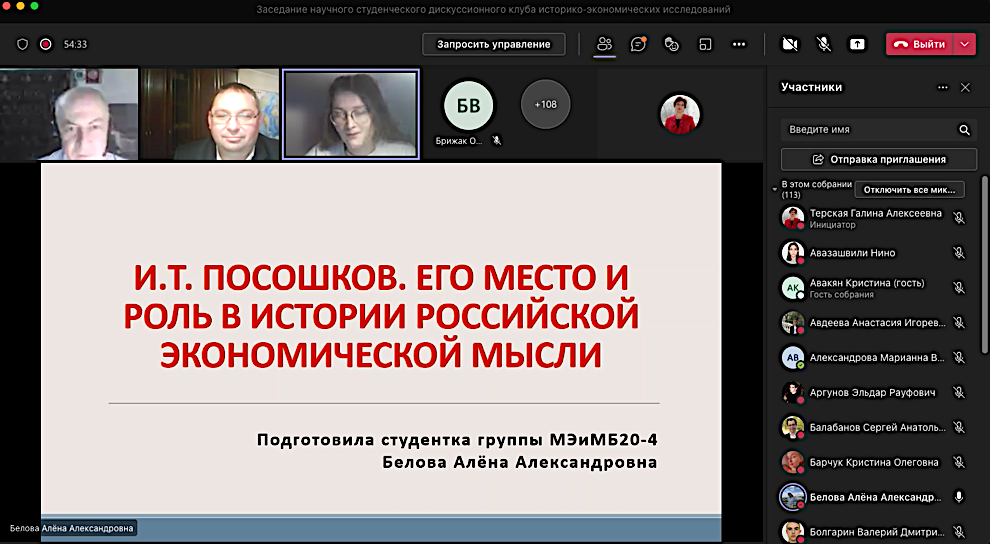 Заседание научного студенческого дискуссионного клуба историко-экономических исследований
54:33
Запросить управление
Выйти
БВ
Брижак О...
+108
И.Т. ПОСОШКОВ. ЕГО МЕСТО И
РОЛЬ В ИСТОРИИ РОССИЙСКОЙ
ЭКОНОМИЧЕСКОЙ МЫСЛИ
Подготовила студентка группы МЭиМБ20-4
Белова Алёна Александровна
Белова Алёна Александровна
Участники
Введите имя
Отправка приглашения
В этом собрании
(113)
Отключить все мик...
Терская Галина Алексеевна
Инициатор
Авазашвили Нино
АК
Авакян Кристина (гость)
Гость собрания
Авдеева Анастасия Игорев...
АВ
Александрова Марианна В...
Аргунов Эльдар Рауфович
Балабанов Сергей Анатоль...
Барчук Кристина Олеговна
Белова Алёна Александр...
Болгарин Валерий Дмитри...